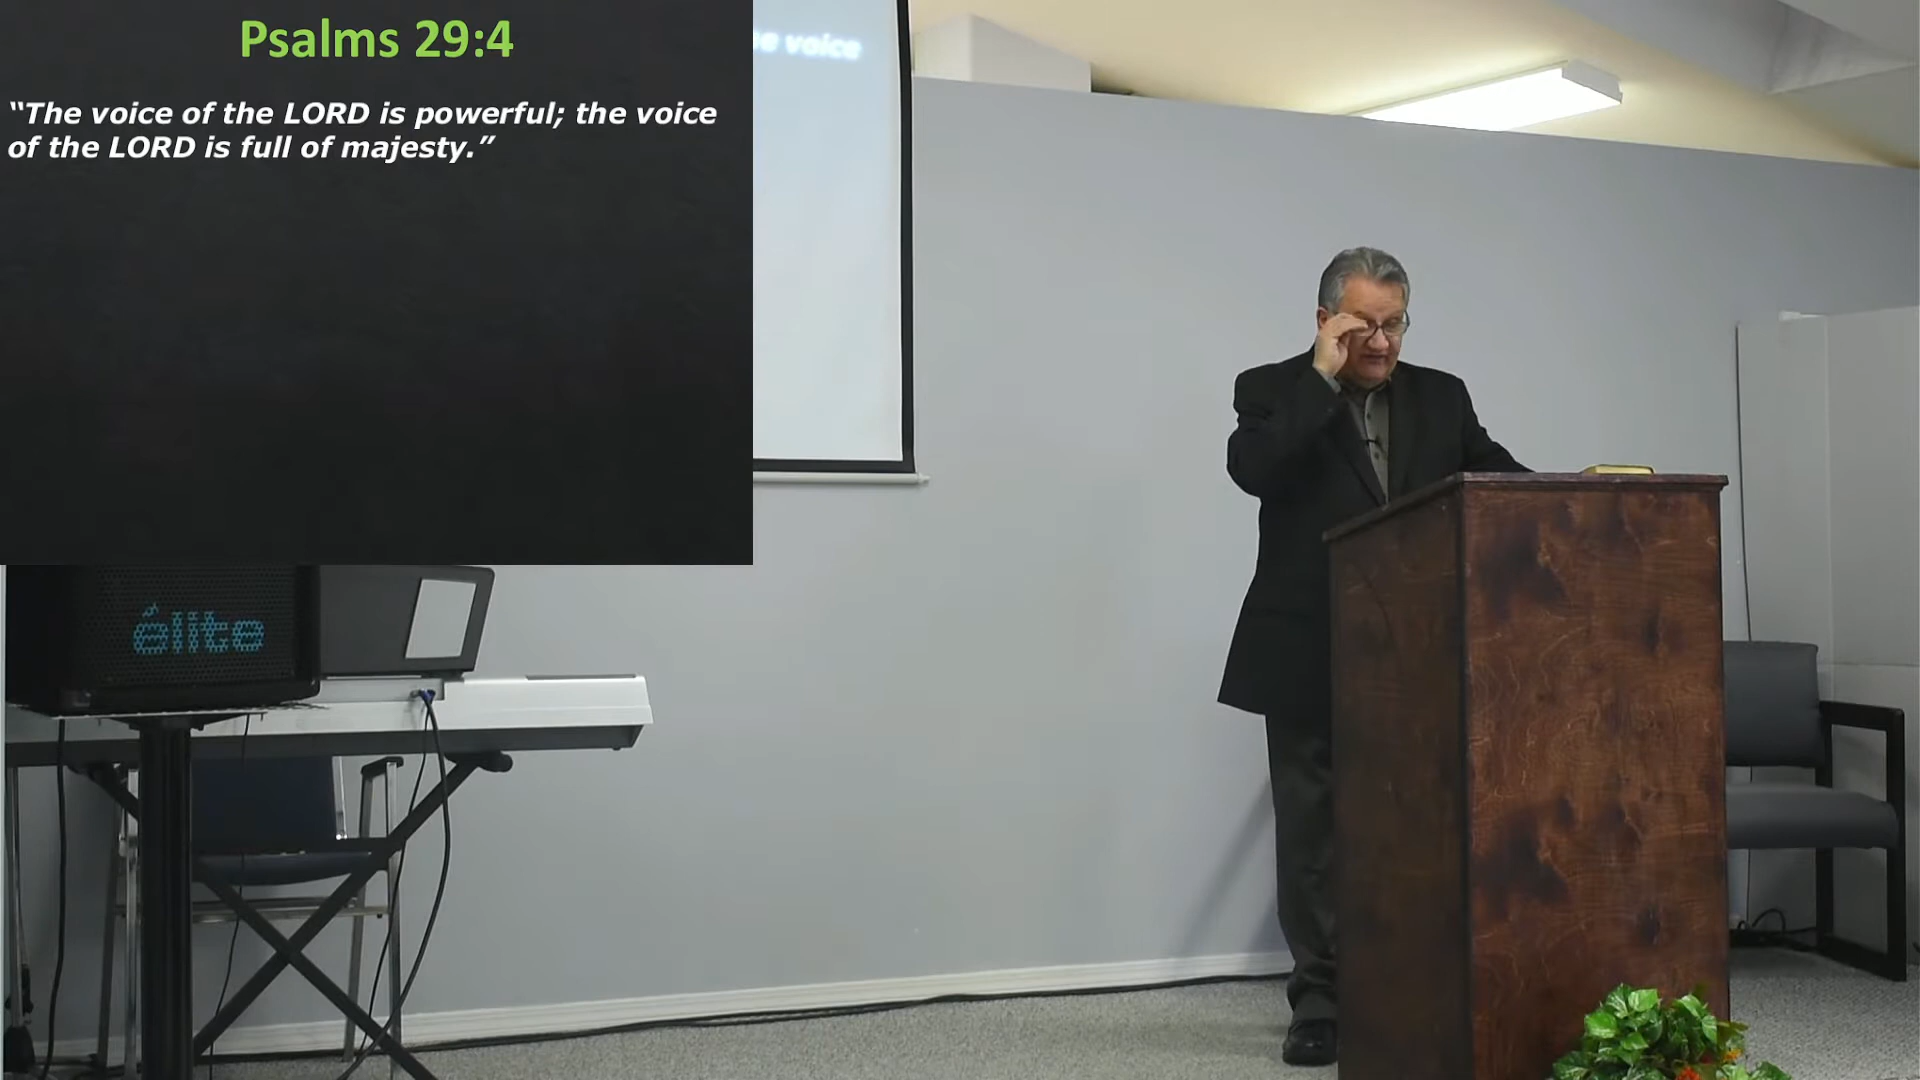 Psalms 29:4
“The voice of the LORD is powerful; the voice
of the LORD is full of majesty.”
voice
élite